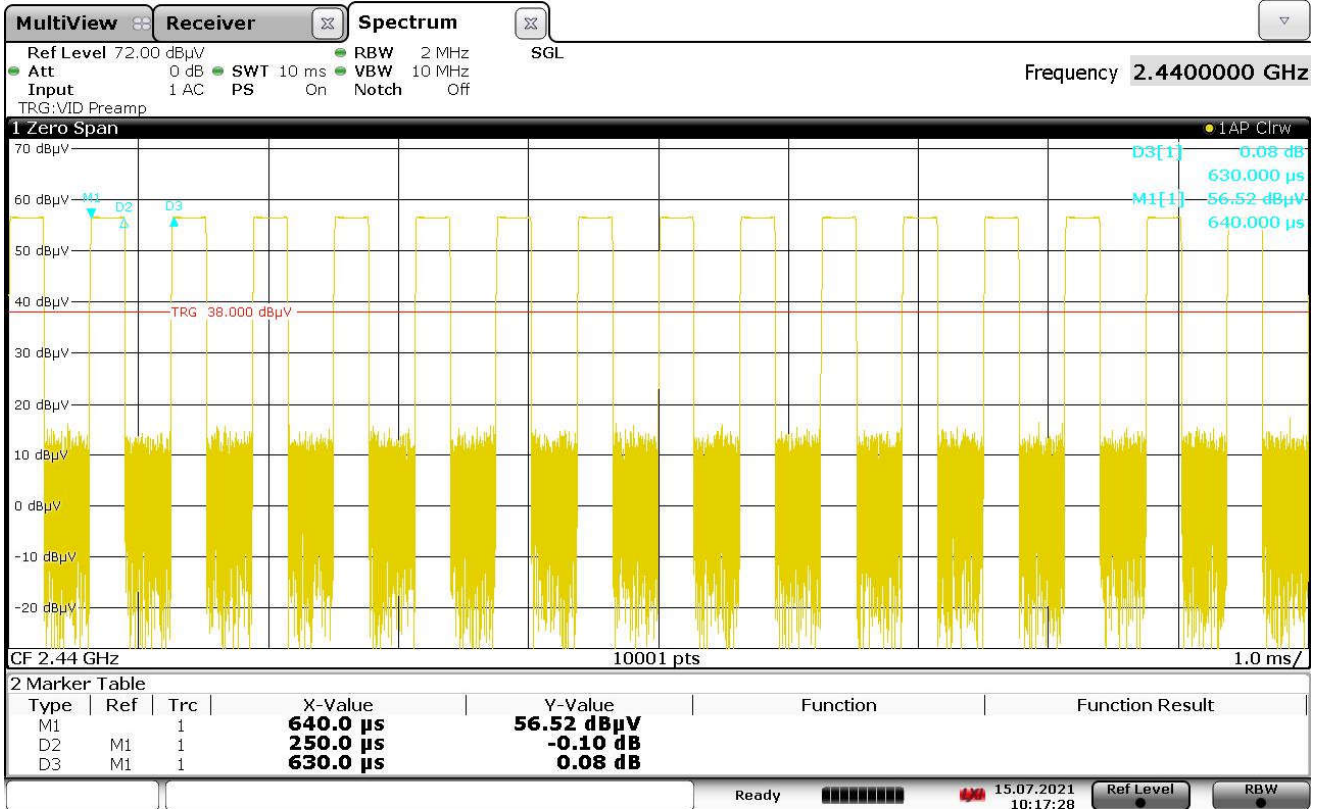 MultiView Receiver Spectrum
Ref Level 72.00 dBµV RBW 2 MHz SGL
Att 0 dB SWT 10 ms VBW 10 MHz Frequency 2.4400000 GHz
Input 1 AC PS On Notch Off
TRG:VID Preamp
1 Zero Span 1AP Clrw
70 dBµV D3[1] 0.08 dB
630.000 µs
60 dBµV M1 D2 D3 M1[1] 56.52 dBµV
640.000 µs
50 dBµV
40 dBµV
TRG 38.000 dBµV
30 dBµV
20 dBµV
10 dBµV
0 dBµV
-10 dBµV
-20 dBµV
CF 2.44 GHz 10001 pts 1.0 ms/
2 Marker Table
Type Ref Trc X-Value Y-Value Function Function Result
M1 1 640.0 µs 56.52 dBµV
D2 M1 1 250.0 µs -0.10 dB
D3 M1 1 630.0 µs 0.08 dB
Ready LXI 15.07.2021 Ref Level RBW
10:17:28